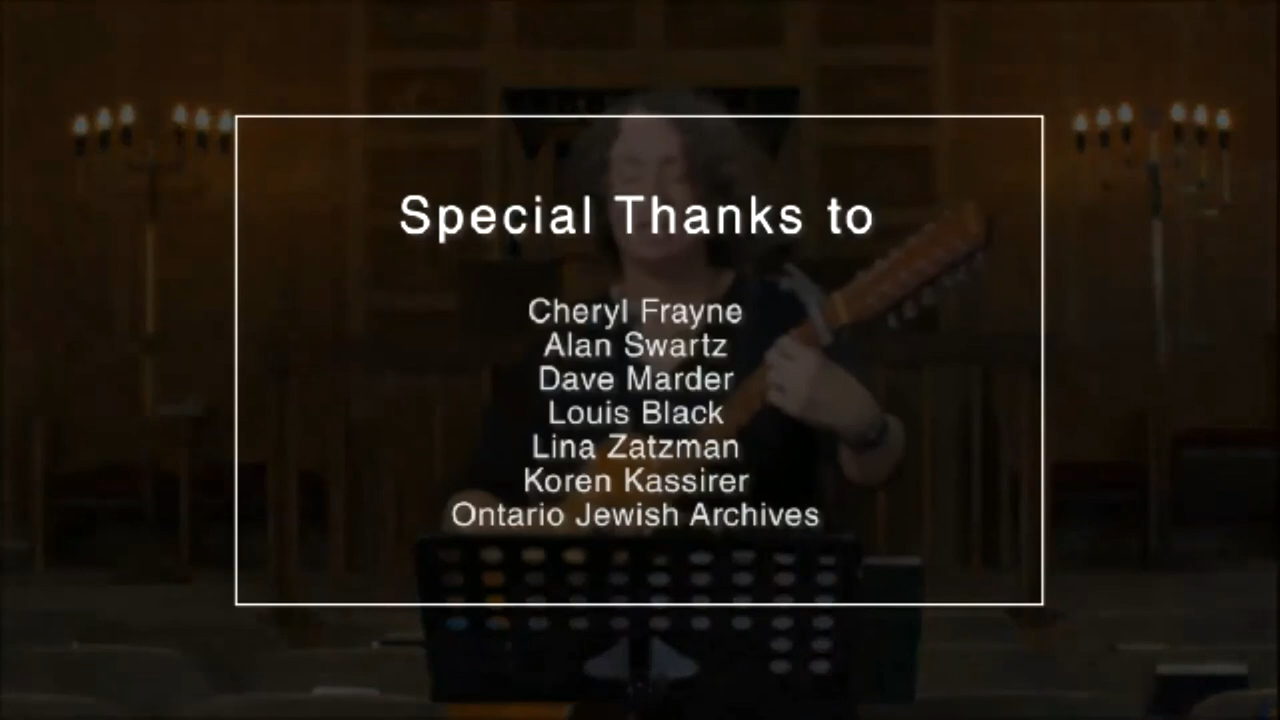 Special Thanks to
Cheryl Frayne
Alan Swartz
Dave Marder
Louis Black
Lina Zatzman
Koren Kassirer
Ontario Jewish Archives